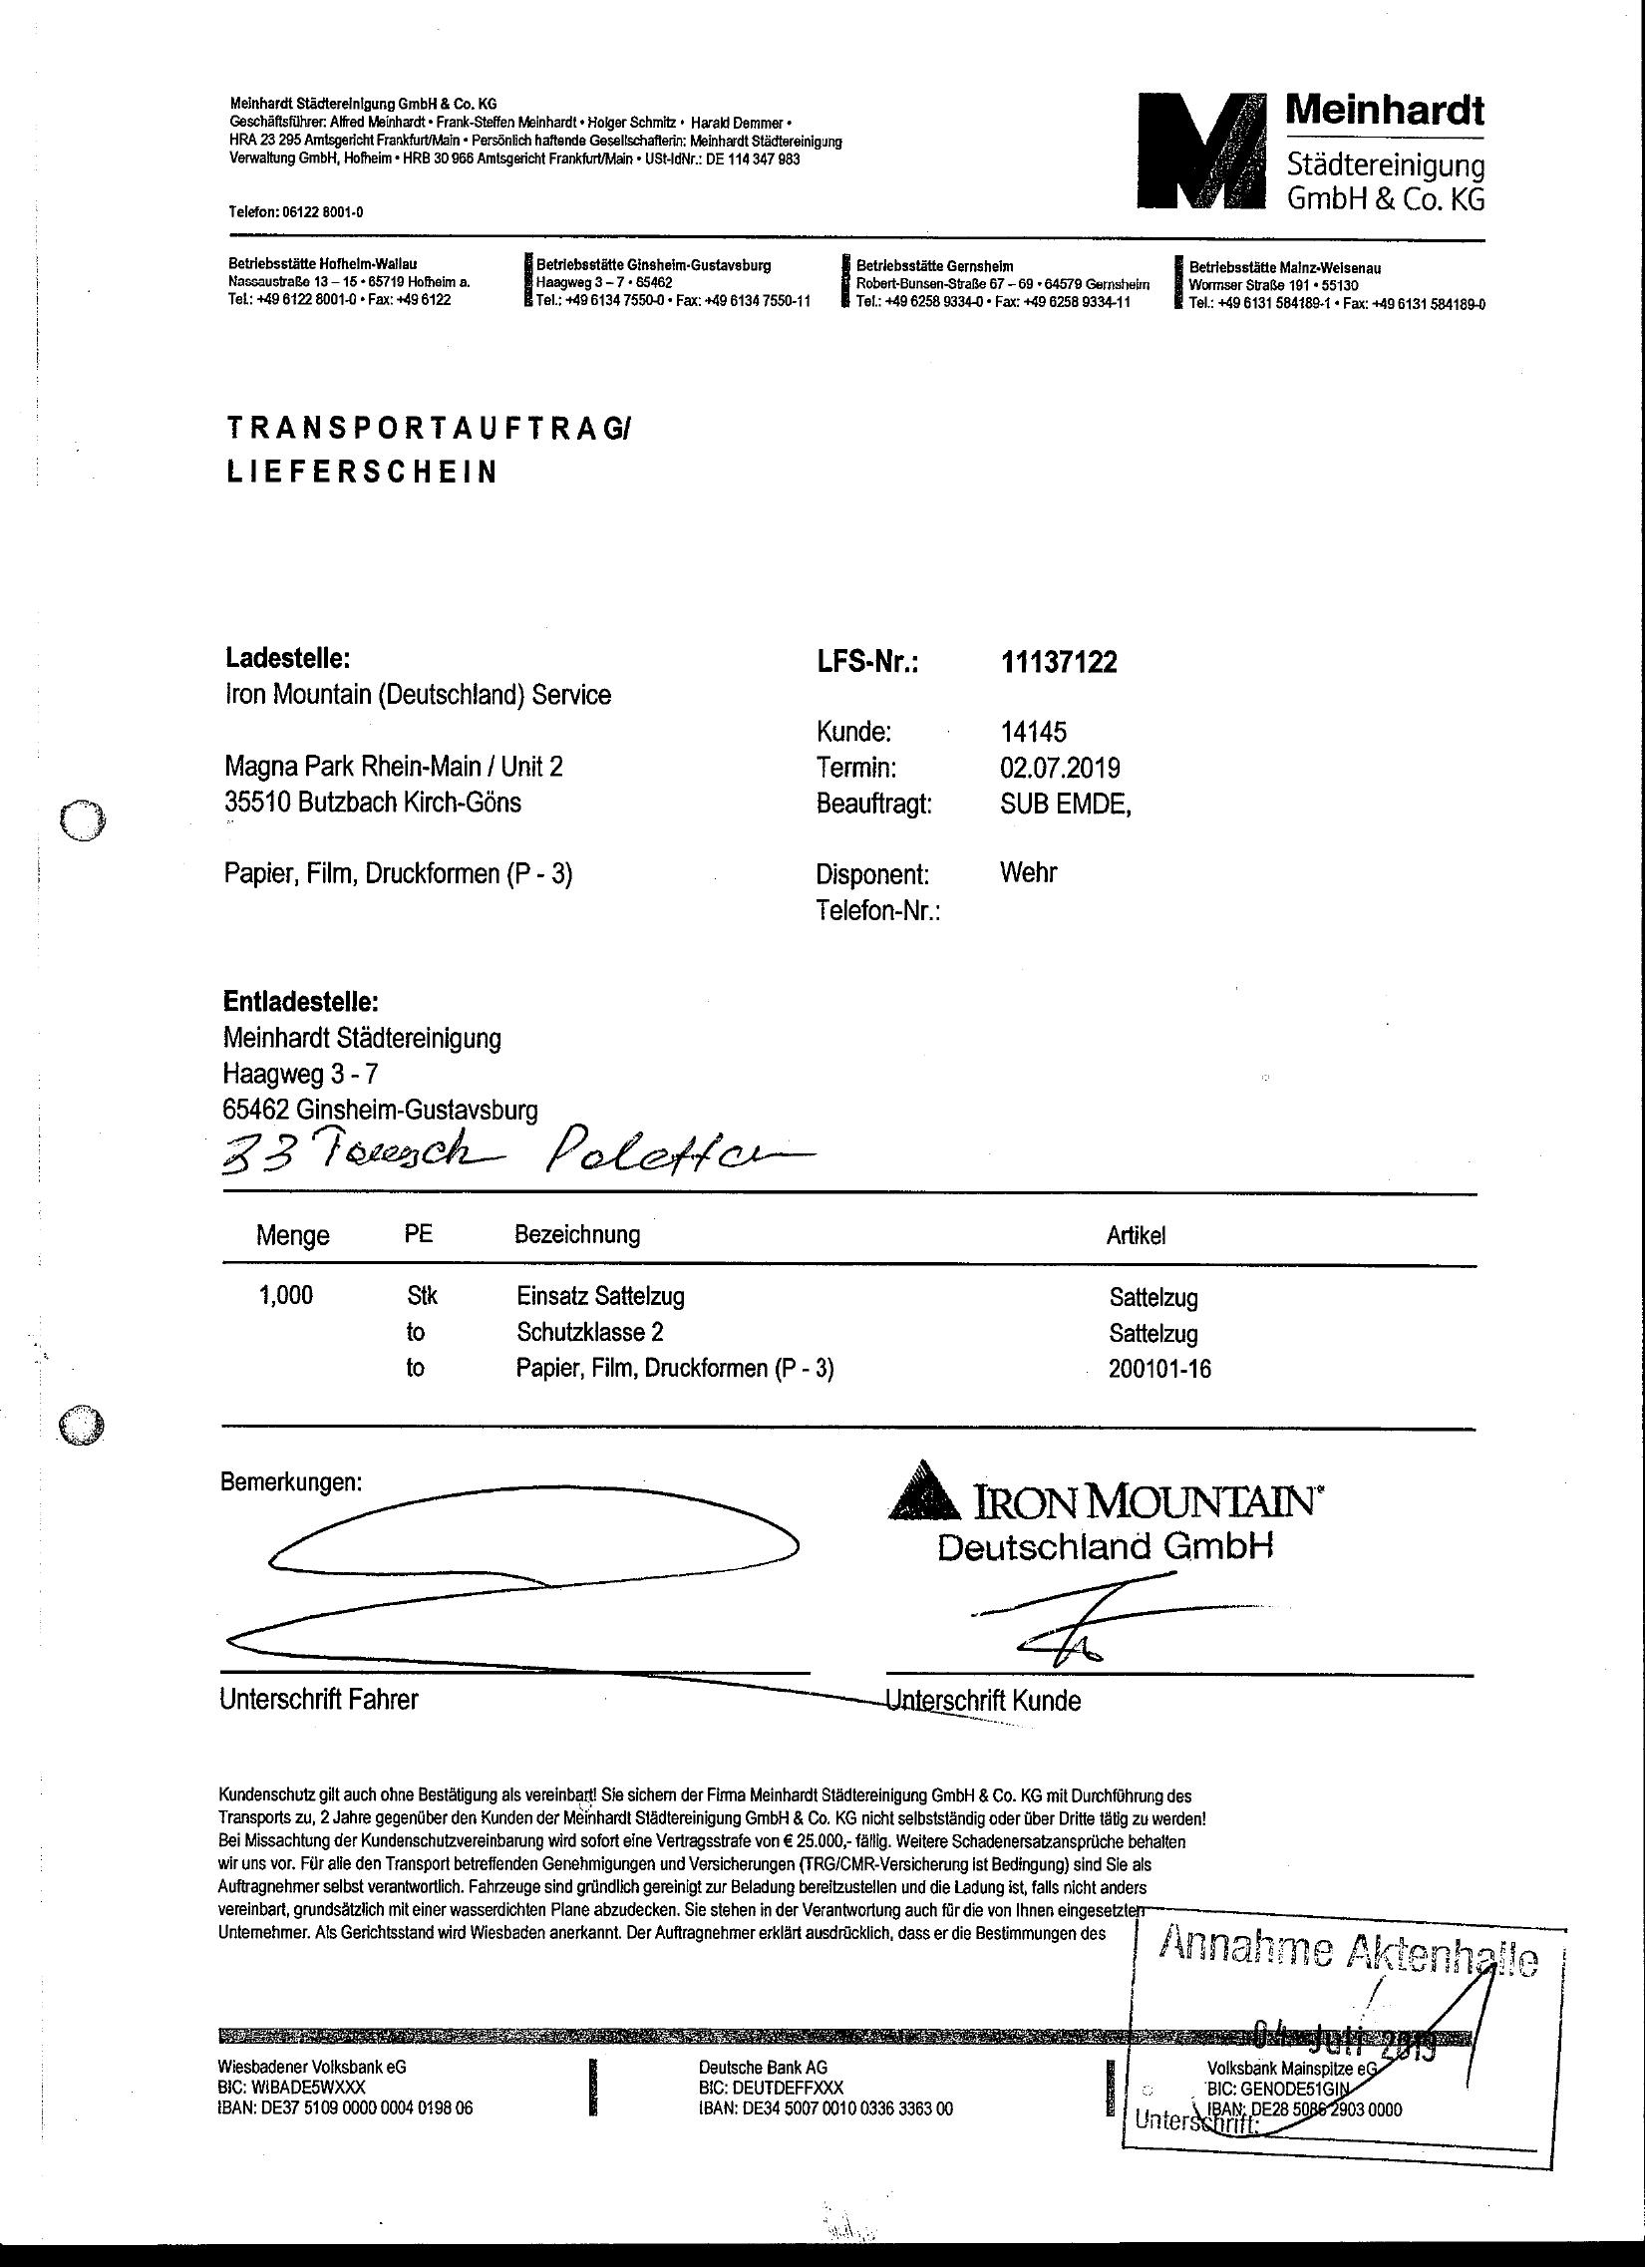 Meinhardt Städtereinigung GmbH & Co. KG
Geschäftsführer: Alfred Meinhardt • Frank-Steffen Meinhardt • Holger Schmitz • Harald Demmer •
HRA 23 295 Amtsgericht Frankfurt/Main • Persönlich haftende Gesellschafterin: Meinhardt Städtereinigung
Verwaltung GmbH, Hofheim • HRB 30 966 Amtsgericht Frankfurt/Main • USt-IdNr.: DE 114 347 983
Telefon: 06122 8001-0
Meinhardt
Städtereinigung
GmbH & Co. KG
Betriebsstätte Hofheim-Wallau
Nassaustraße 13 – 15 • 65719 Hofheim a.
Tel.: +49 6122 8001-0 • Fax: +49 6122
Betriebsstätte Ginsheim-Gustavsburg
Haagweg 3 – 7 • 65462
Tel.: +49 6134 7550-0 • Fax: +49 6134 7550-11
Betriebsstätte Gernsheim
Robert-Bunsen-Straße 67 – 69 • 64579 Gernsheim
Tel.: +49 6258 9334-0 • Fax: +49 6258 9334-11
Betriebsstätte Mainz-Weisenau
Wormser Straße 191 • 55130
Tel.: +49 6131 584189-1 • Fax: +49 6131 584189-0
TRANSPORTAUFTRAG/
LIEFERSCHEIN
Ladestelle:
Iron Mountain (Deutschland) Service
Magna Park Rhein-Main / Unit 2
35510 Butzbach Kirch-Göns
Papier, Film, Druckformen (P - 3)
LFS-Nr.: 11137122
Kunde: 14145
Termin: 02.07.2019
Beauftragt: SUB EMDE,
Disponent: Wehr
Telefon-Nr.:
Entladestelle:
Meinhardt Städtereinigung
Haagweg 3 - 7
65462 Ginsheim-Gustavsburg
33 Tausch Paletten
Menge PE Bezeichnung Artikel
1,000 Stk Einsatz Sattelzug Sattelzug
to Schutzklasse 2 Sattelzug
to Papier, Film, Druckformen (P - 3) 200101-16
Bemerkungen:
IRON MOUNTAIN®
Deutschland GmbH
Unterschrift Fahrer
Unterschrift Kunde
Kundenschutz gilt auch ohne Bestätigung als vereinbart! Sie sichern der Firma Meinhardt Städtereinigung GmbH & Co. KG mit Durchführung des
Transports zu, 2 Jahre gegenüber den Kunden der Meinhardt Städtereinigung GmbH & Co. KG nicht selbstständig oder über Dritte tätig zu werden!
Bei Missachtung der Kundenschutzvereinbarung wird sofort eine Vertragsstrafe von € 25.000,- fällig. Weitere Schadenersatzansprüche behalten
wir uns vor. Für alle den Transport betreffenden Genehmigungen und Versicherungen (TRG/CMR-Versicherung ist Bedingung) sind Sie als
Auftragnehmer selbst verantwortlich. Fahrzeuge sind gründlich gereinigt zur Beladung bereitzustellen und die Ladung ist, falls nicht anders
vereinbart, grundsätzlich mit einer wasserdichten Plane abzudecken. Sie stehen in der Verantwortung auch für die von Ihnen eingesetzten
Unternehmer. Als Gerichtsstand wird Wiesbaden anerkannt. Der Auftragnehmer erklärt ausdrücklich, dass er die Bestimmungen des
Annahme Aktenhalle
04. Juli 2019
Unterschrift:
Wiesbadener Volksbank eG
BIC: WIBADE5WXXX
IBAN: DE37 5109 0000 0004 0198 06
Deutsche Bank AG
BIC: DEUTDEFFXXX
IBAN: DE34 5007 0010 0336 3363 00
Volksbank Mainspitze eG
BIC: GENODE51GIN
IBAN: DE28 5086 2903 0000